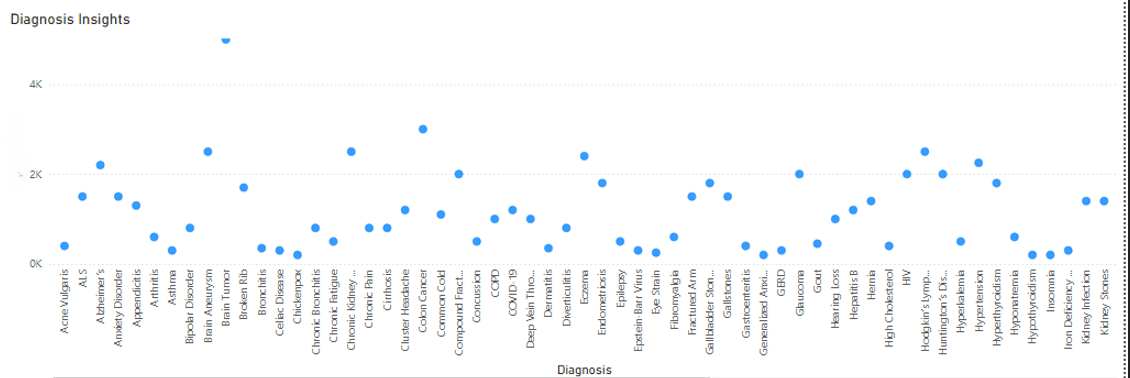 Diagnosis Insights
4K
2K
0K
Acne Vulgaris
ALS
Alzheimer's
Anxiety Disorder
Appendicitis
Arthritis
Asthma
Bipolar Disorder
Brain Aneurysm
Brain Tumor
Broken Rib
Bronchitis
Celiac Disease
Chickenpox
Chronic Bronchitis
Chronic Fatigue
Chronic Kidney ...
Chronic Pain
Cirrhosis
Cluster Headache
Colon Cancer
Common Cold
Compound Fract...
Concussion
COPD
COVID-19
Deep Vein Thro...
Dermatitis
Diverticulitis
Eczema
Endometriosis
Epilepsy
Epstein-Barr Virus
Eye Strain
Fibromyalgia
Fractured Arm
Gallbladder Ston...
Gallstones
Gastroenteritis
Generalized Anxi...
GERD
Glaucoma
Gout
Hearing Loss
Hepatitis B
Hernia
High Cholesterol
HIV
Hodgkin's Lymp...
Huntington's Dis...
Hyperkalemia
Hypertension
Hyperthyroidism
Hyponatremia
Hypothyroidism
Insomnia
Iron Deficiency ...
Kidney Infection
Kidney Stones
Diagnosis